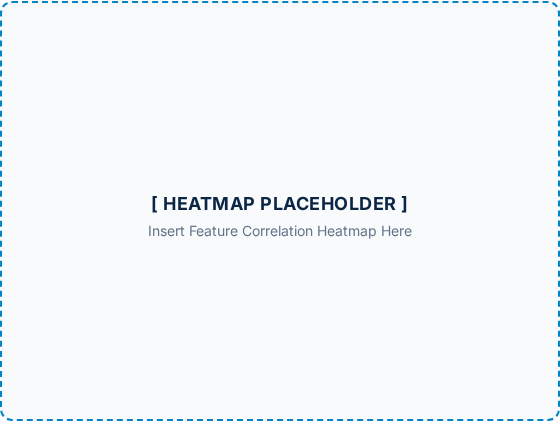 [ HEATMAP PLACEHOLDER ]
Insert Feature Correlation Heatmap Here